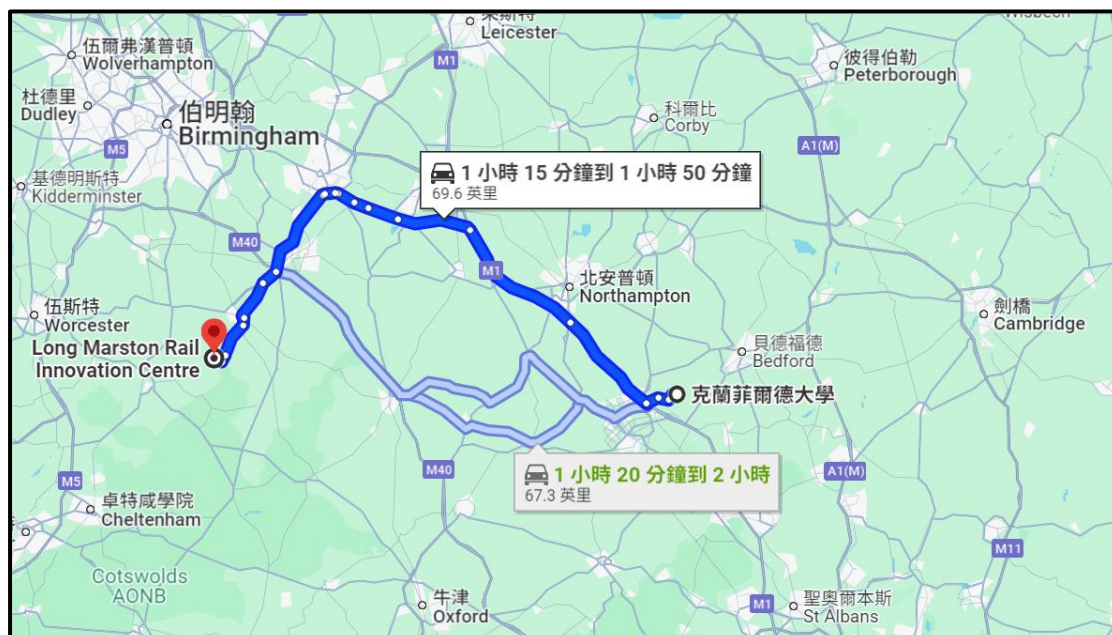 Wisbech
萊斯特
Leicester
M1
伍爾弗漢普頓
Wolverhampton
彼得伯勒
Peterborough
杜德里
Dudley
伯明翰
Birmingham
科爾比
Corby
M5
A1(M)
基德明斯特
Kidderminster
1 小時 15 分鐘到 1 小時 50 分鐘
69.6 英里
M40
M1
北安普頓
Northampton
伍斯特
Worcester
劍橋
Cambridge
Long Marston Rail
Innovation Centre
貝德福德
Bedford
克蘭菲爾德大學
1 小時 20 分鐘到 2 小時
67.3 英里
M40
A1(M)
M5
卓特咸學院
Cheltenham
M11
Cotswolds
AONB
牛津
Oxford
M1
聖奧爾本斯
St Albans